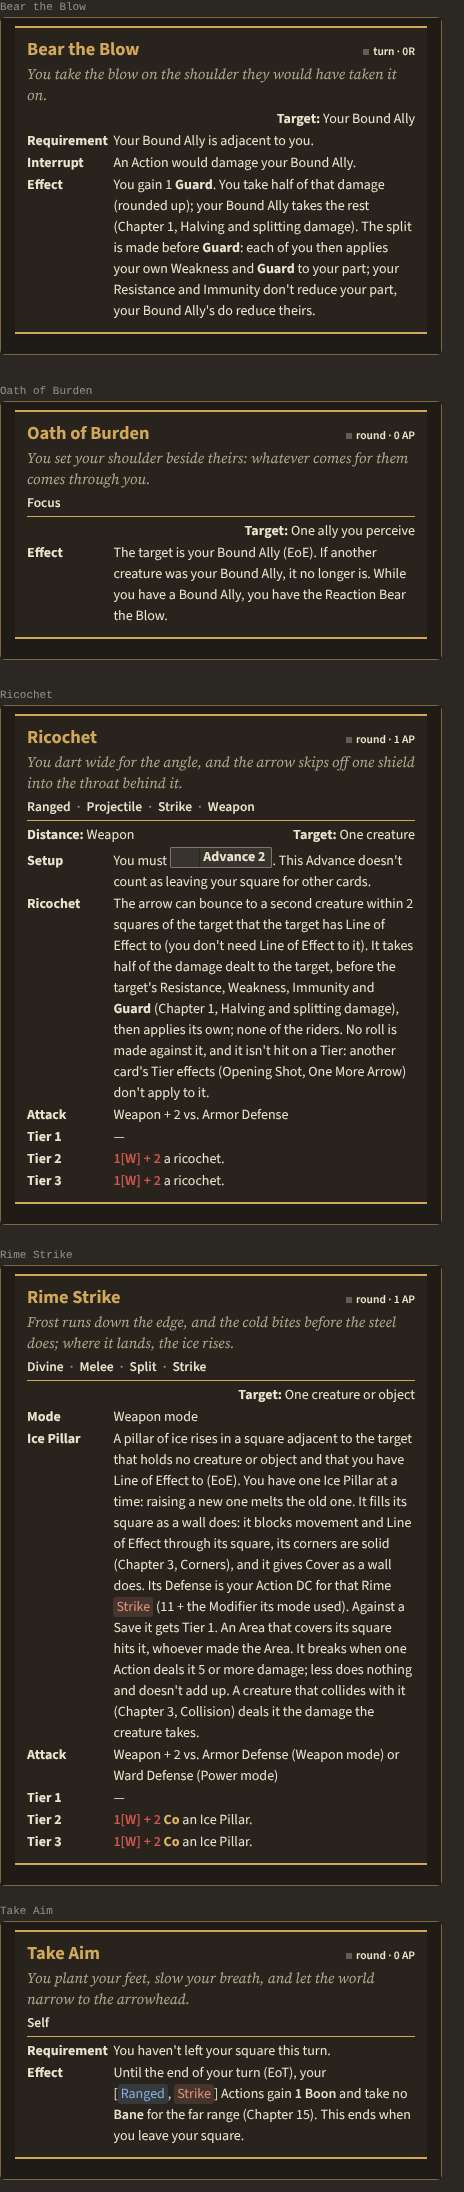 Bear the Blow
Bear the Blow
turn · 0R
You take the blow on the shoulder they would have taken it
on.
Target: Your Bound Ally
Requirement Your Bound Ally is adjacent to you.
Interrupt An Action would damage your Bound Ally.
Effect You gain 1 Guard. You take half of that damage
(rounded up); your Bound Ally takes the rest
(Chapter 1, Halving and splitting damage). The split
is made before Guard: each of you then applies
your own Weakness and Guard to your part; your
Resistance and Immunity don't reduce your part,
your Bound Ally's do reduce theirs.
Oath of Burden
Oath of Burden
round · 0 AP
You set your shoulder beside theirs: whatever comes for them
comes through you.
Focus
Target: One ally you perceive
Effect The target is your Bound Ally (EoE). If another
creature was your Bound Ally, it no longer is. While
you have a Bound Ally, you have the Reaction Bear
the Blow.
Ricochet
Ricochet
round · 1 AP
You dart wide for the angle, and the arrow skips off one shield
into the throat behind it.
Ranged · Projectile · Strike · Weapon
Distance: Weapon Target: One creature
Setup You must Advance 2. This Advance doesn't
count as leaving your square for other cards.
Ricochet The arrow can bounce to a second creature within 2
squares of the target that the target has Line of
Effect to (you don't need Line of Effect to it). It takes
half of the damage dealt to the target, before the
target's Resistance, Weakness, Immunity and
Guard (Chapter 1, Halving and splitting damage),
then applies its own; none of the riders. No roll is
made against it, and it isn't hit on a Tier: another
card's Tier effects (Opening Shot, One More Arrow)
don't apply to it.
Attack Weapon + 2 vs. Armor Defense
Tier 1 —
Tier 2 1[W] + 2 a ricochet.
Tier 3 1[W] + 2 a ricochet.
Rime Strike
Rime Strike
round · 1 AP
Frost runs down the edge, and the cold bites before the steel
does; where it lands, the ice rises.
Divine · Melee · Split · Strike
Target: One creature or object
Mode Weapon mode
Ice Pillar A pillar of ice rises in a square adjacent to the target
that holds no creature or object and that you have
Line of Effect to (EoE). You have one Ice Pillar at a
time: raising a new one melts the old one. It fills its
square as a wall does: it blocks movement and Line
of Effect through its square, its corners are solid
(Chapter 3, Corners), and it gives Cover as a wall
does. Its Defense is your Action DC for that Rime
Strike (11 + the Modifier its mode used). Against a
Save it gets Tier 1. An Area that covers its square
hits it, whoever made the Area. It breaks when one
Action deals it 5 or more damage; less does nothing
and doesn't add up. A creature that collides with it
(Chapter 3, Collision) deals it the damage the
creature takes.
Attack Weapon + 2 vs. Armor Defense (Weapon mode) or
Ward Defense (Power mode)
Tier 1 —
Tier 2 1[W] + 2 Co an Ice Pillar.
Tier 3 1[W] + 2 Co an Ice Pillar.
Take Aim
Take Aim
round · 0 AP
You plant your feet, slow your breath, and let the world
narrow to the arrowhead.
Self
Requirement You haven't left your square this turn.
Effect Until the end of your turn (EoT), your
[Ranged, Strike] Actions gain 1 Boon and take no
Bane for the far range (Chapter 15). This ends when
you leave your square.